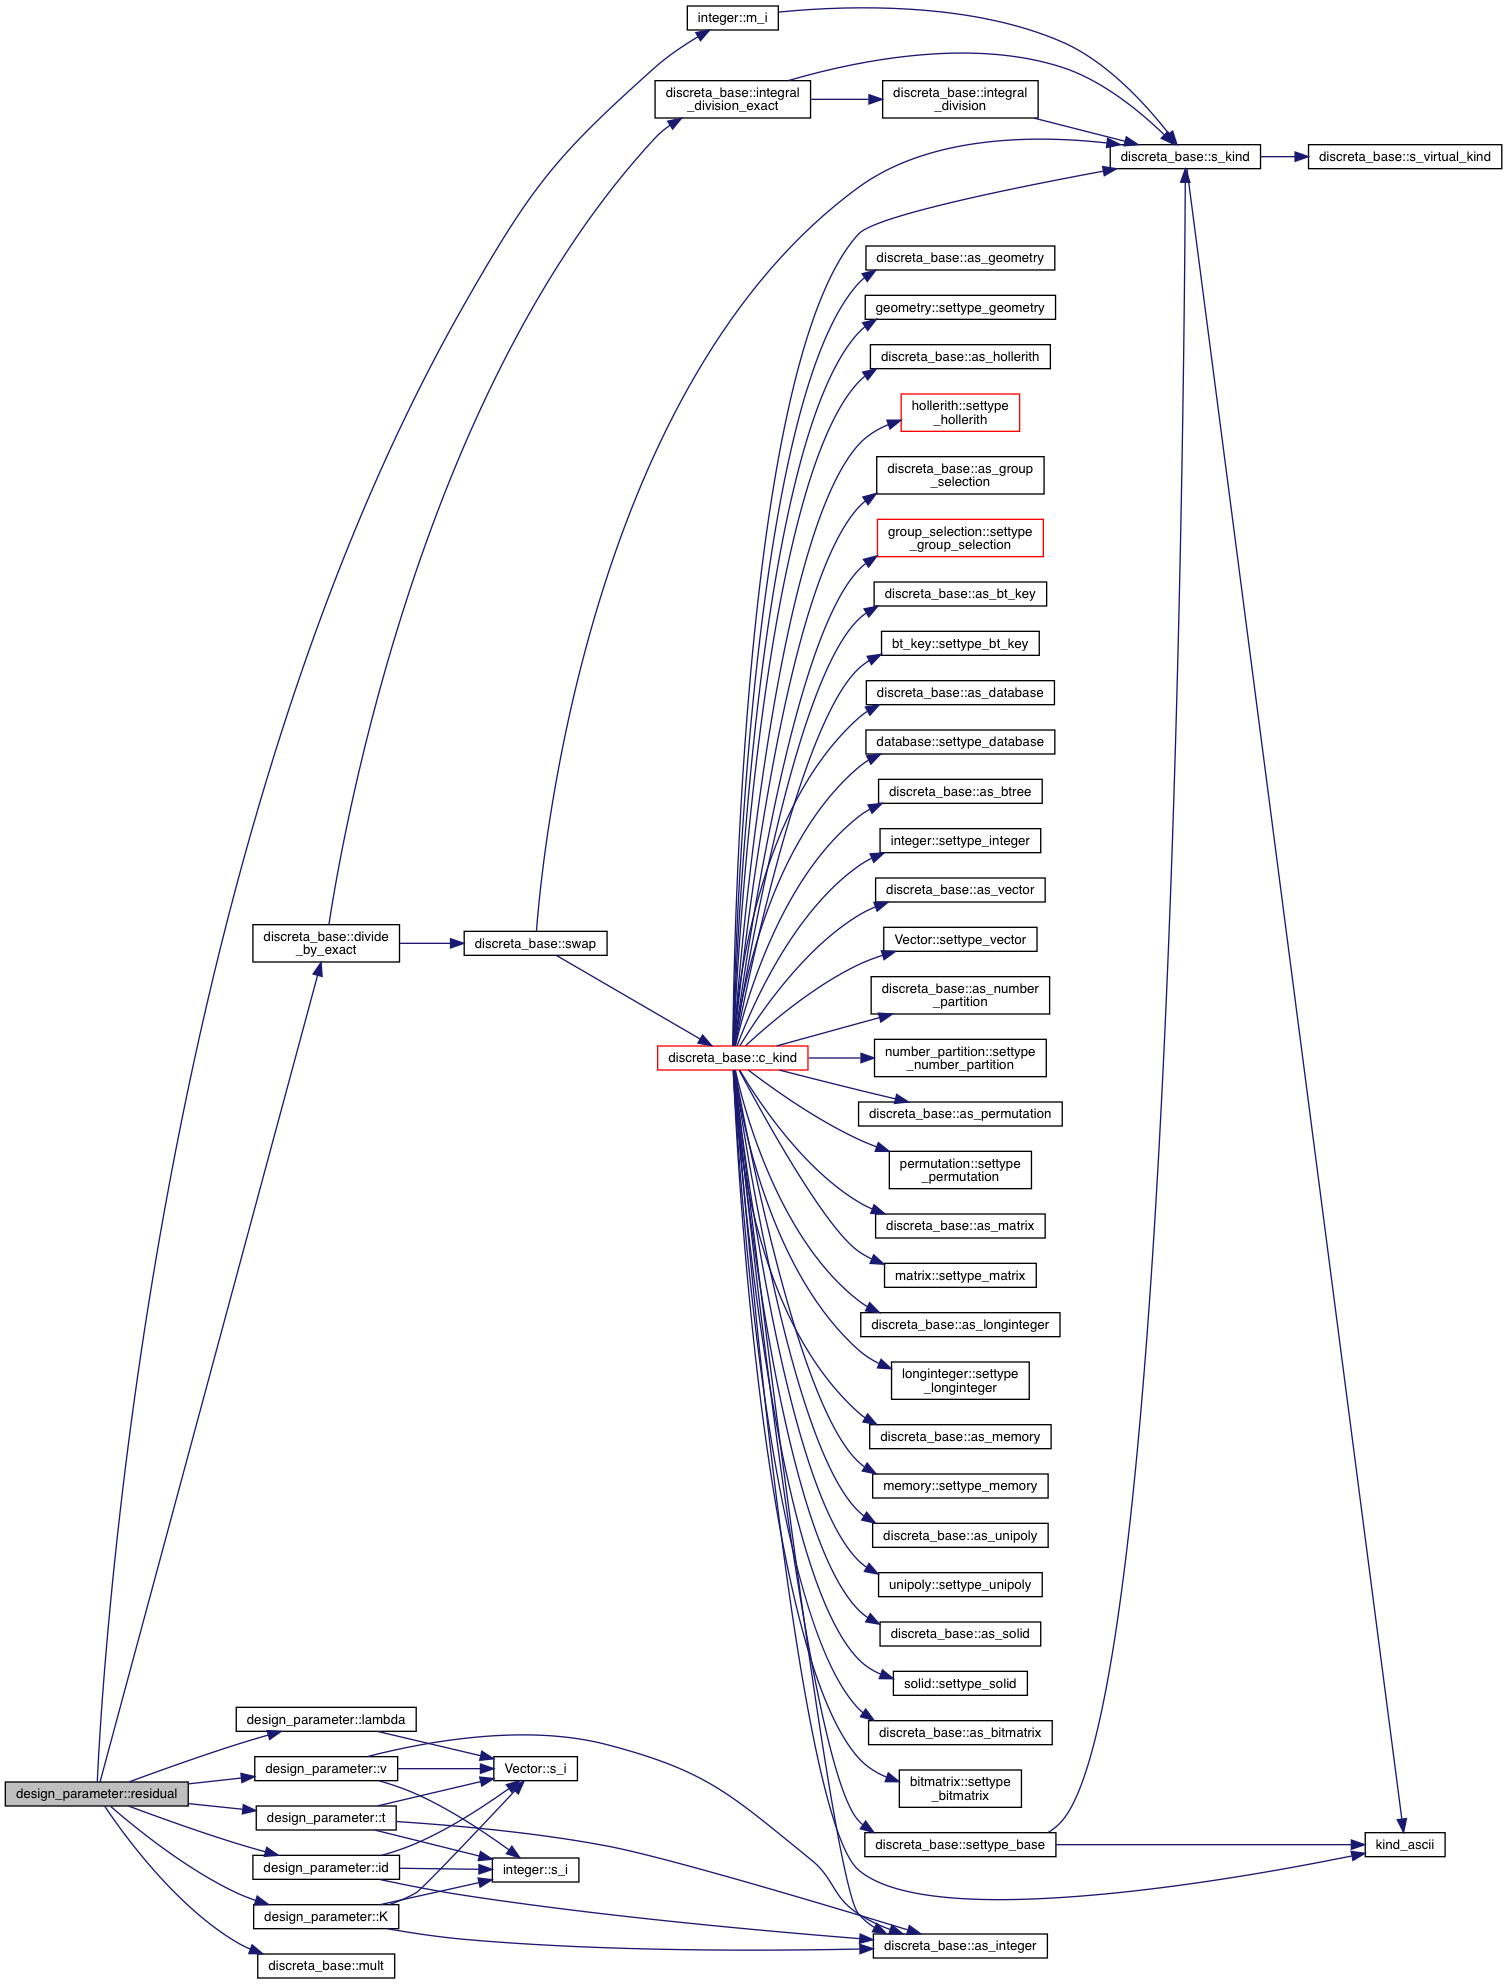 integer::m_i
discreta_base::integral
_division_exact
discreta_base::integral
_division
discreta_base::s_kind
discreta_base::s_virtual_kind
discreta_base::as_geometry
geometry::settype_geometry
discreta_base::as_hollerith
hollerith::settype
_hollerith
discreta_base::as_group
_selection
group_selection::settype
_group_selection
discreta_base::as_bt_key
bt_key::settype_bt_key
discreta_base::as_database
database::settype_database
discreta_base::as_btree
integer::settype_integer
discreta_base::as_vector
discreta_base::divide
_by_exact
discreta_base::swap
Vector::settype_vector
discreta_base::as_number
_partition
discreta_base::c_kind
number_partition::settype
_number_partition
discreta_base::as_permutation
permutation::settype
_permutation
discreta_base::as_matrix
matrix::settype_matrix
discreta_base::as_longinteger
longinteger::settype
_longinteger
discreta_base::as_memory
memory::settype_memory
discreta_base::as_unipoly
unipoly::settype_unipoly
discreta_base::as_solid
solid::settype_solid
design_parameter::lambda
discreta_base::as_bitmatrix
design_parameter::v
Vector::s_i
design_parameter::residual
bitmatrix::settype
_bitmatrix
design_parameter::t
discreta_base::settype_base
kind_ascii
design_parameter::id
integer::s_i
design_parameter::K
discreta_base::as_integer
discreta_base::mult